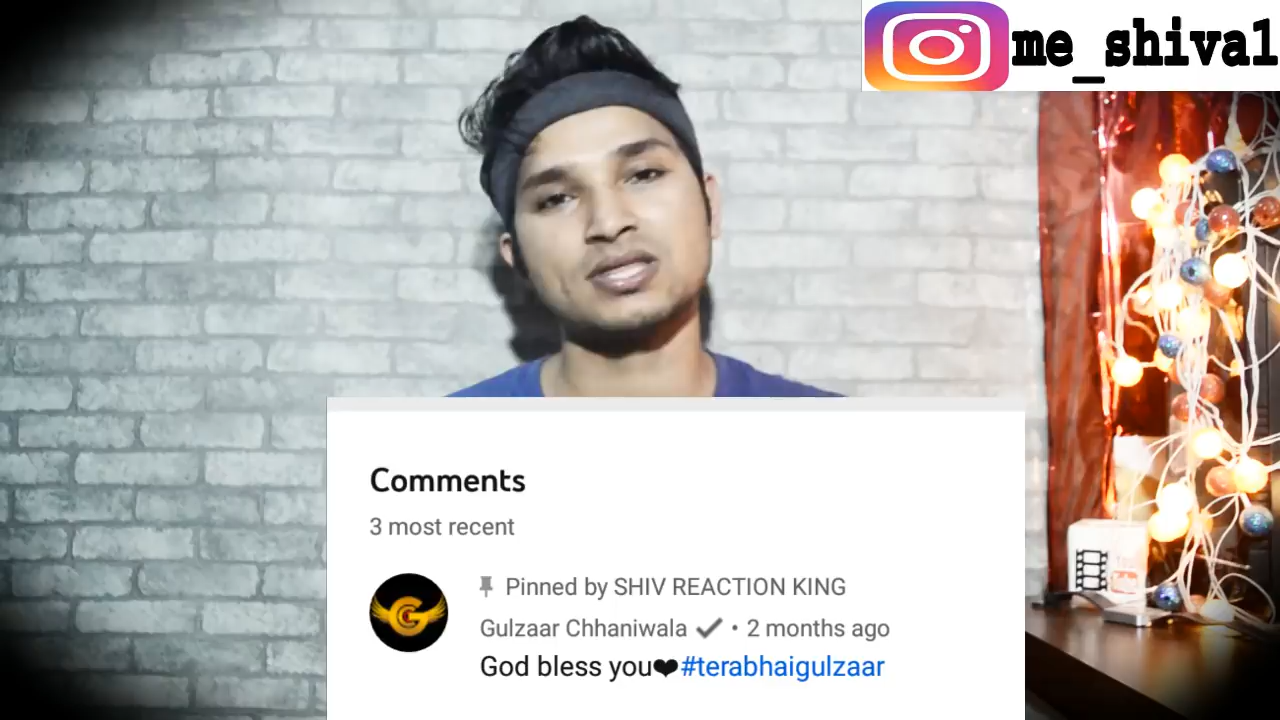 me_shiva1
Comments
3 most recent
Pinned by SHIV REACTION KING
Gulzaar Chhaniwala ✔ • 2 months ago
God bless you❤#terabhaigulzaar